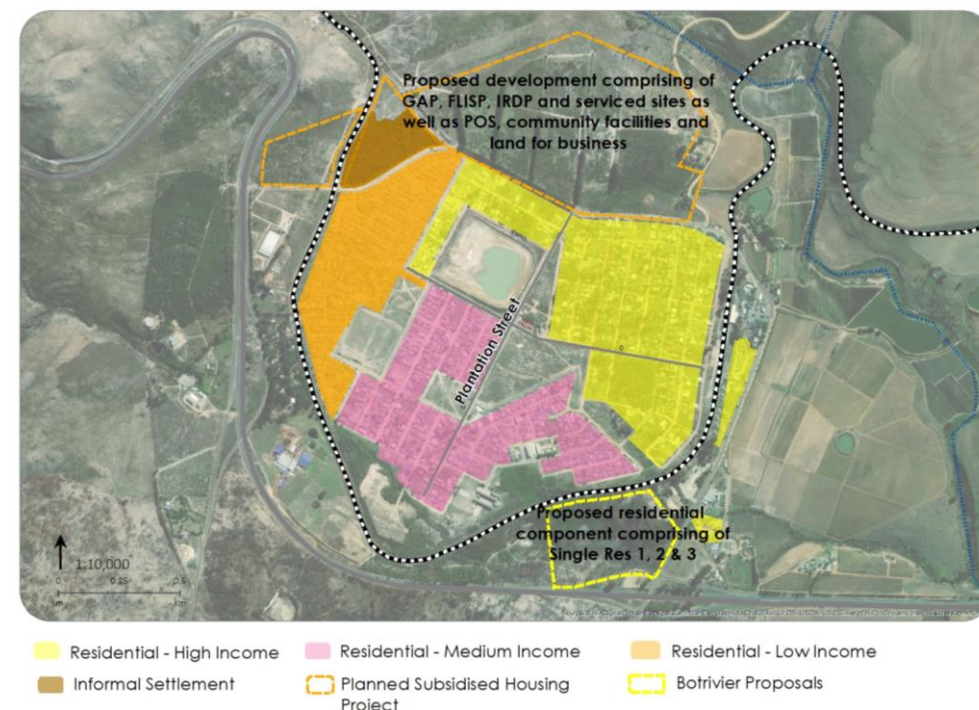 Proposed development comprising of
GAP, FLISP, IRDP and serviced sites as
well as POS, community facilities and
land for business
Plantation Street
Proposed residential
component comprising of
Single Res 1, 2 & 3
1:10,000
0 0.25 0.5
Km Km
Residential - High Income
Residential - Medium Income
Residential - Low Income
Informal Settlement
Planned Subsidised Housing
Project
Botrivier Proposals